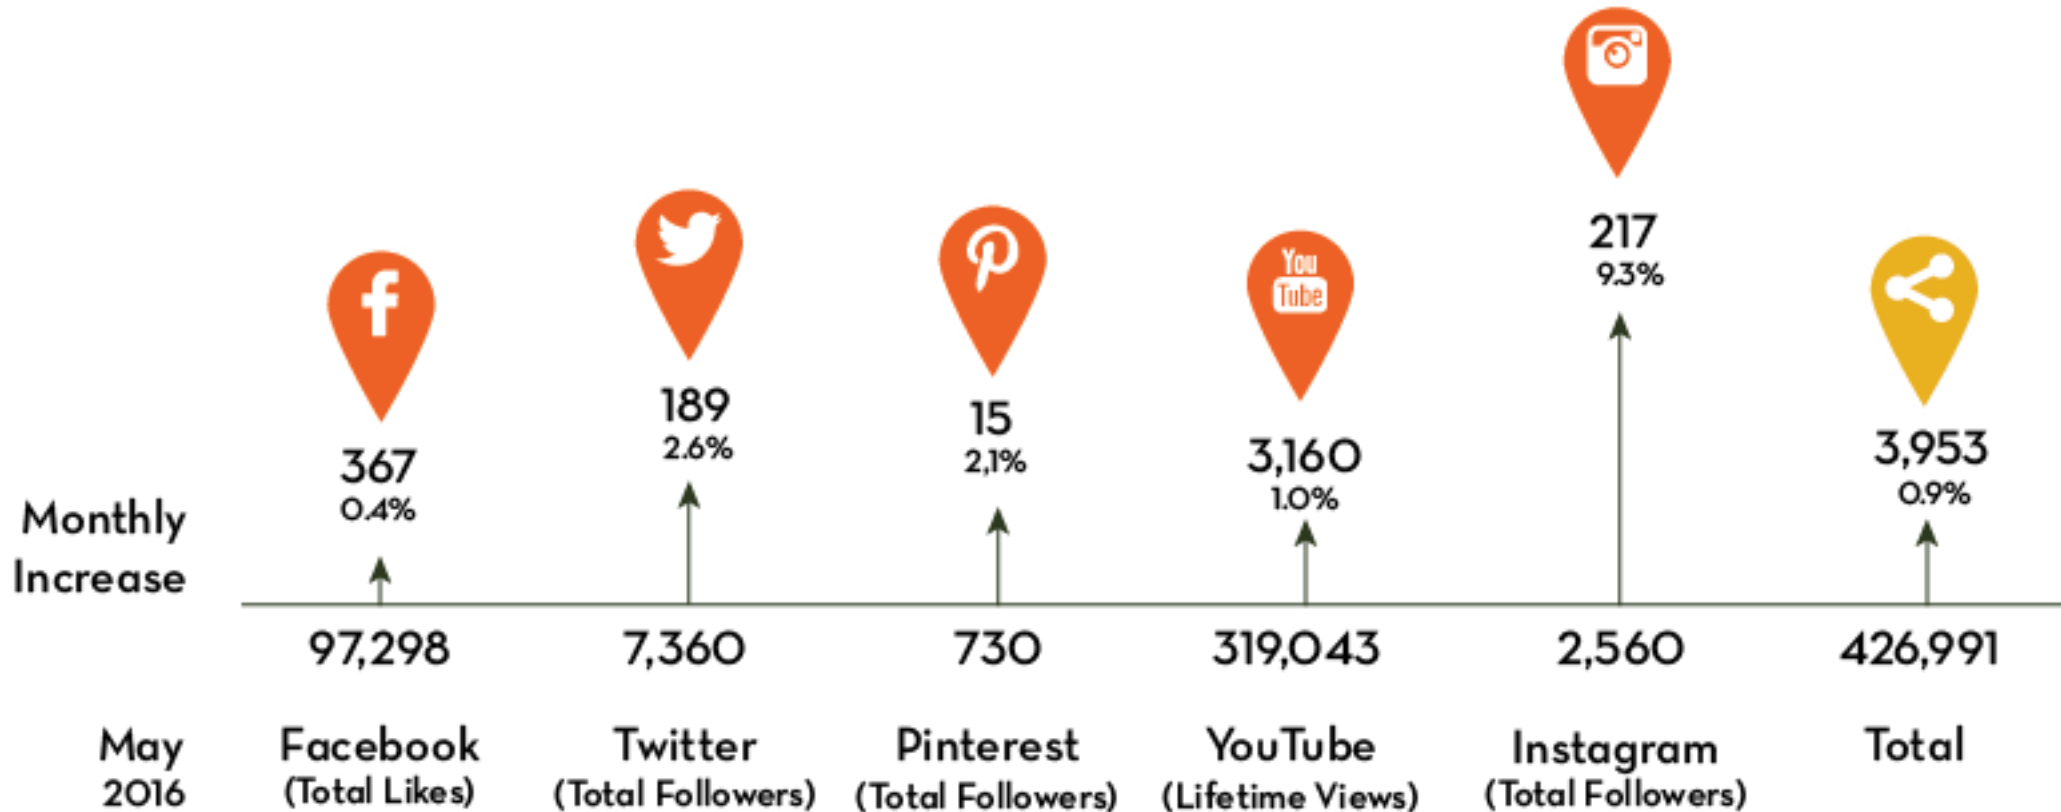 f
You
Tube
217
9.3%
189
2.6%
15
2,1%
3,160
1.0%
3,953
0.9%
367
0.4%
Monthly
Increase
97,298 7,360 730 319,043 2,560 426,991
May Facebook Twitter Pinterest YouTube Instagram Total
2016 (Total Likes) (Total Followers) (Total Followers) (Lifetime Views) (Total Followers)